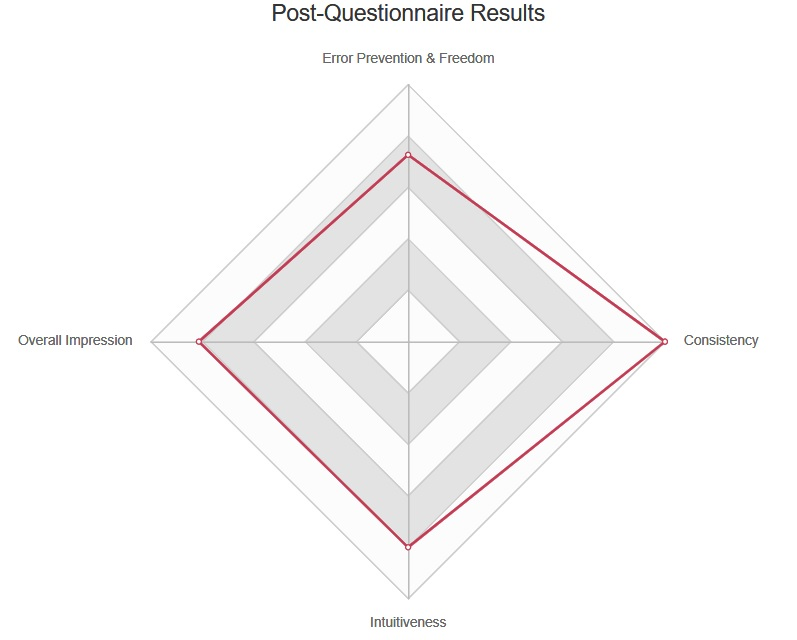 Post-Questionnaire Results
Error Prevention & Freedom
Overall Impression
Consistency
Intuitiveness